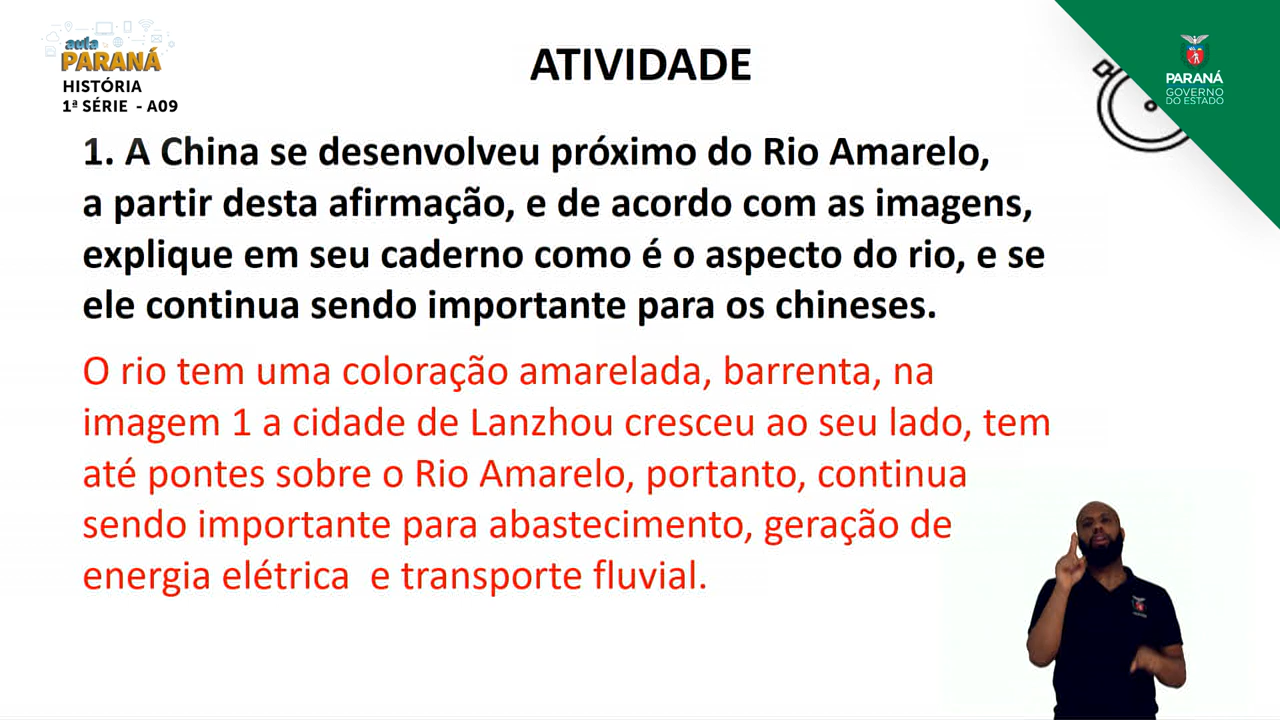 aula
PARANÁ
HISTÓRIA
1ª SÉRIE - A09
ATIVIDADE
PARANÁ
GOVERNO
DO ESTADO
1. A China se desenvolveu próximo do Rio Amarelo,
a partir desta afirmação, e de acordo com as imagens,
explique em seu caderno como é o aspecto do rio, e se
ele continua sendo importante para os chineses.
O rio tem uma coloração amarelada, barrenta, na
imagem 1 a cidade de Lanzhou cresceu ao seu lado, tem
até pontes sobre o Rio Amarelo, portanto, continua
sendo importante para abastecimento, geração de
energia elétrica  e transporte fluvial.